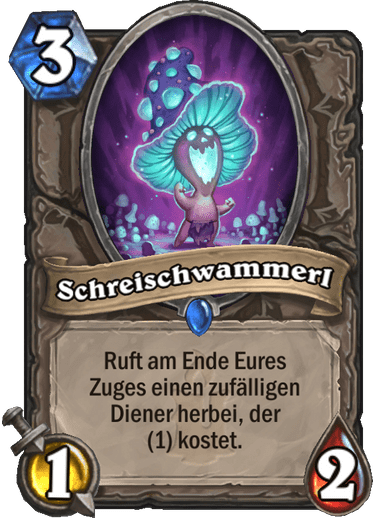 3
Schreischwammerl
Ruft am Ende Eures
Zuges einen zufälligen
Diener herbei, der
(1) kostet.
1
2